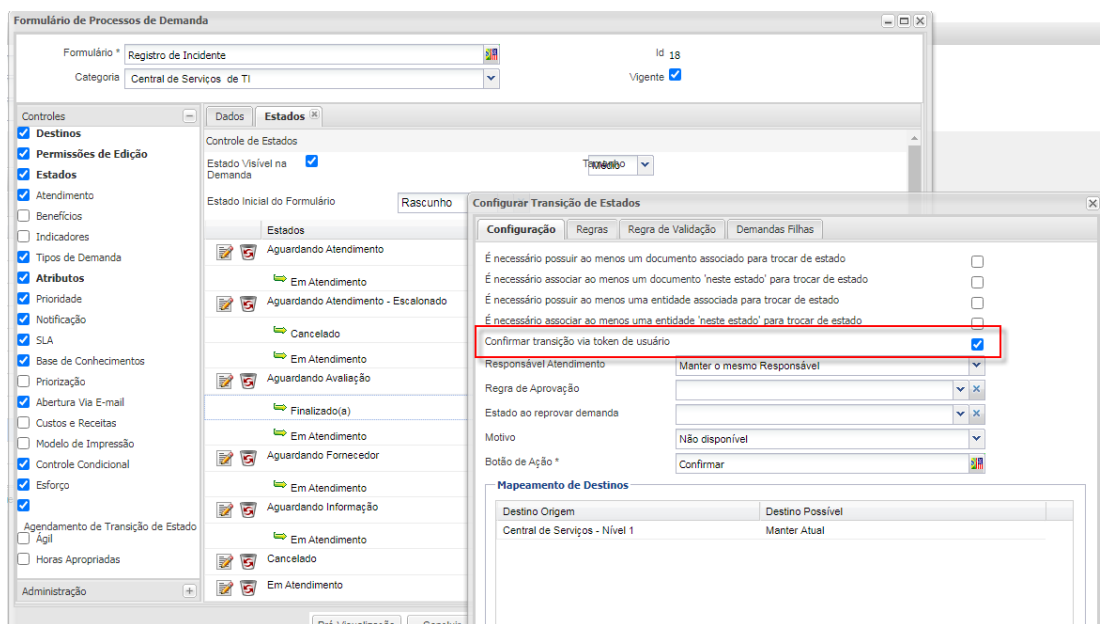 Formulário de Processos de Demanda
Formulário * Registro de Incidente
Id 18
Categoria Central de Serviços de TI
Vigente
Controles
Destinos
Permissões de Edição
Estados
Atendimento
Benefícios
Indicadores
Tipos de Demanda
Atributos
Prioridade
Notificação
SLA
Base de Conhecimentos
Priorização
Abertura Via E-mail
Custos e Receitas
Modelo de Impressão
Controle Condicional
Esforço
Agendamento de Transição de Estado
Ágil
Horas Apropriadas
Administração
Dados Estados
Controle de Estados
Estado Visível na
Demanda
Tamanho Médio
Estado Inicial do Formulário Rascunho
Estados
Aguardando Atendimento
Em Atendimento
Aguardando Atendimento - Escalonado
Cancelado
Em Atendimento
Aguardando Avaliação
Finalizado(a)
Em Atendimento
Aguardando Fornecedor
Em Atendimento
Aguardando Informação
Em Atendimento
Cancelado
Em Atendimento
Pré-Visualização Concluir
Configurar Transição de Estados
Configuração Regras Regra de Validação Demandas Filhas
É necessário possuir ao menos um documento associado para trocar de estado
É necessário associar ao menos um documento 'neste estado' para trocar de estado
É necessário possuir ao menos uma entidade associada para trocar de estado
É necessário associar ao menos uma entidade 'neste estado' para trocar de estado
Confirmar transição via token de usuário
Responsável Atendimento Manter o mesmo Responsável
Regra de Aprovação
Estado ao reprovar demanda
Motivo Não disponível
Botão de Ação * Confirmar
Mapeamento de Destinos
Destino Origem Destino Possível
Central de Serviços - Nível 1 Manter Atual